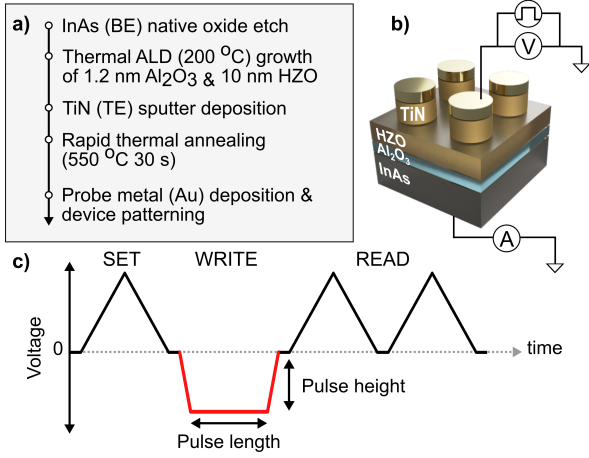 a)
InAs (BE) native oxide etch
Thermal ALD (200 °C) growth
of 1.2 nm Al₂O₃ & 10 nm HZO
TiN (TE) sputter deposition
Rapid thermal annealing
(550 °C 30 s)
Probe metal (Au) deposition &
device patterning
b)
V
TiN
HZO
Al₂O₃
InAs
A
c)
SET WRITE READ
Voltage
0
time
Pulse height
Pulse length